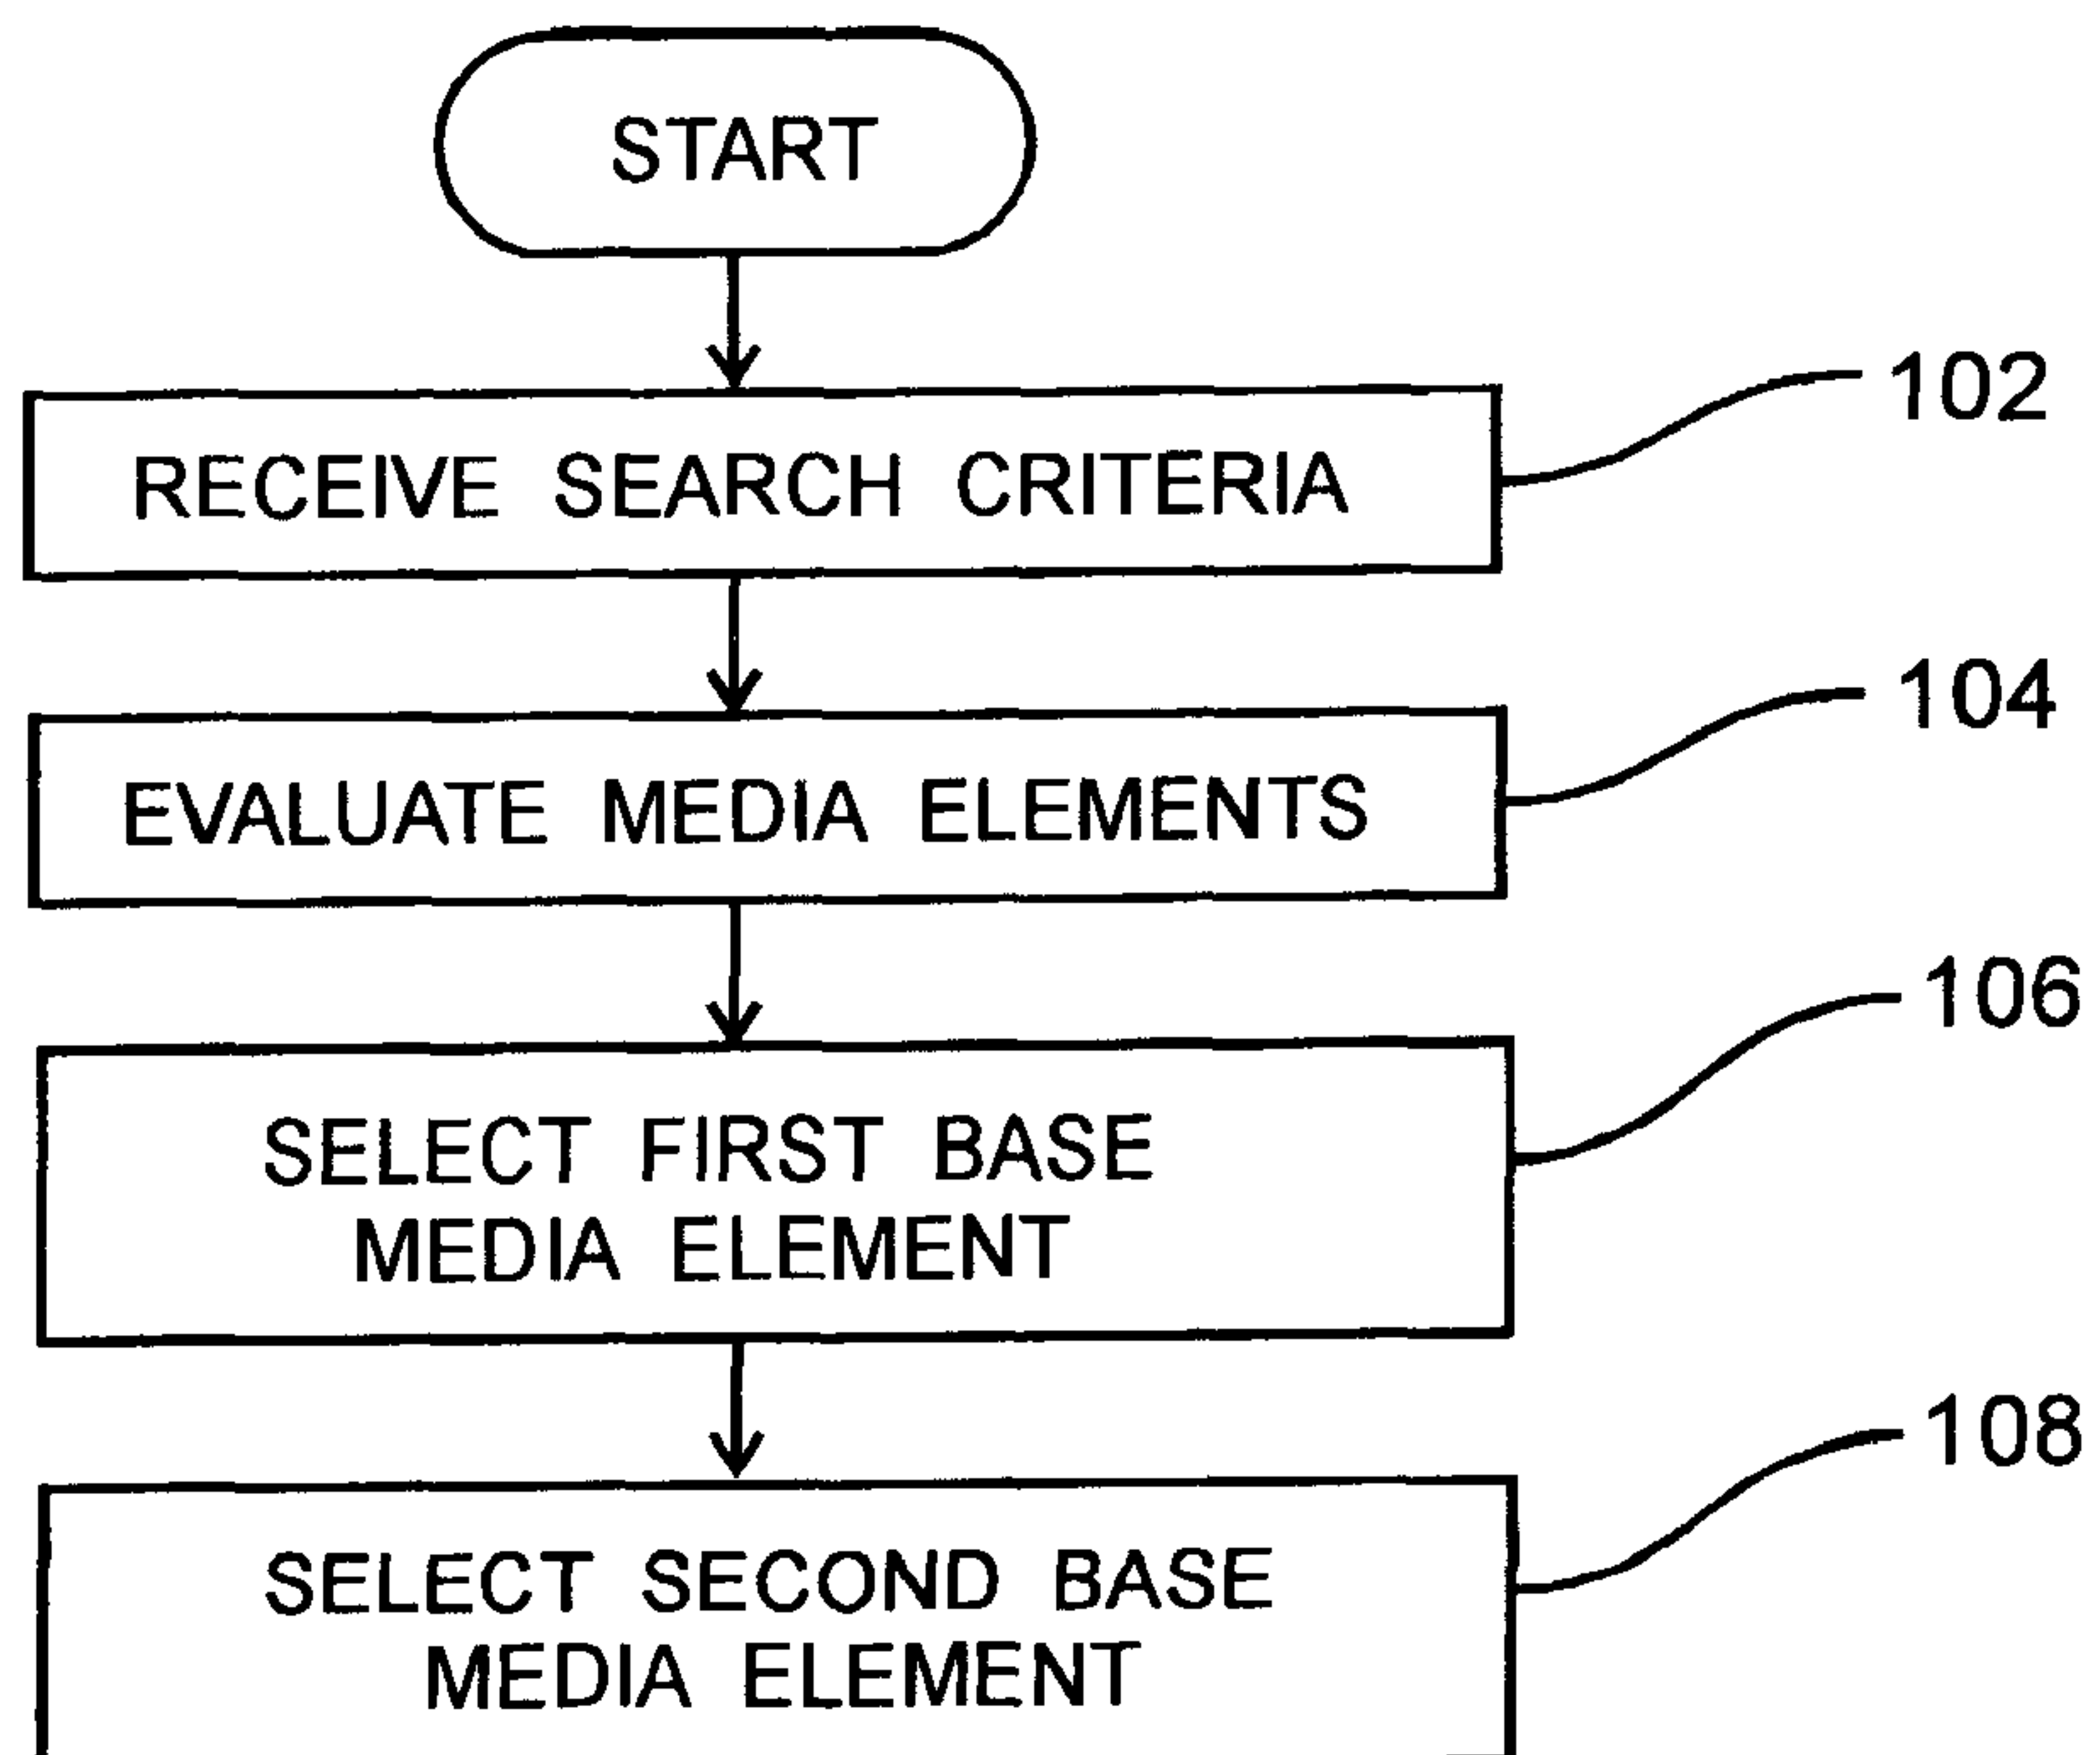 START
102
RECEIVE SEARCH CRITERIA
104
EVALUATE MEDIA ELEMENTS
106
SELECT FIRST BASE
MEDIA ELEMENT
108
SELECT SECOND BASE
MEDIA ELEMENT